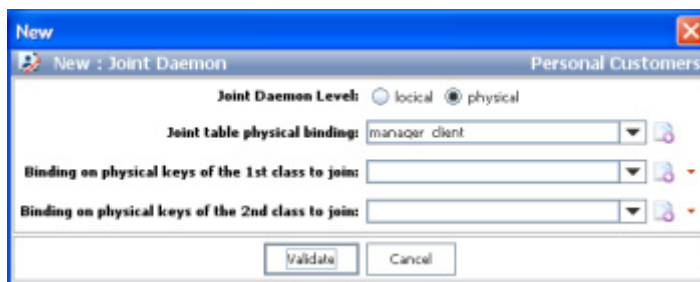 New
New : Joint Daemon Personal Customers
Joint Daemon Level: locical physical
Joint table physical binding: manager client
Binding on physical keys of the 1st class to join:
Binding on physical keys of the 2nd class to join:
Validate Cancel